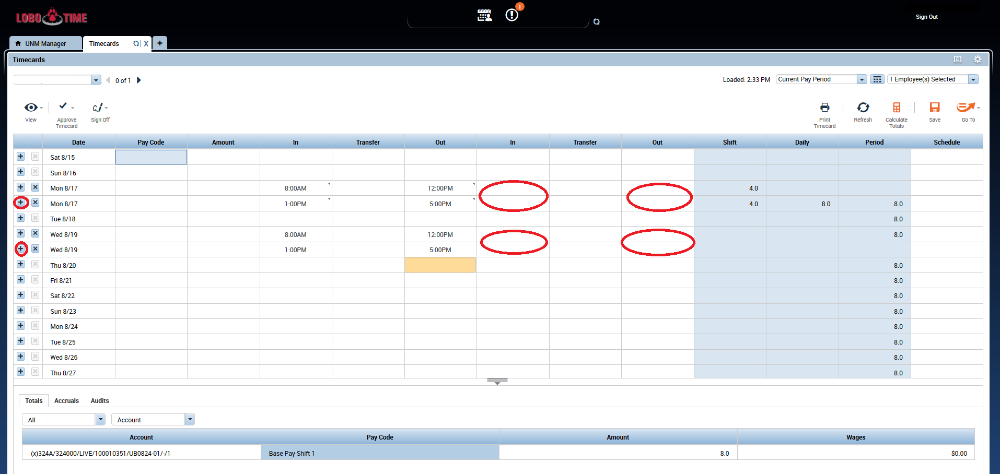 LOBO TIME
1
Sign Out
UNM Manager
Timecards
X
+
Timecards
0 of 1
Loaded: 2:33 PM
Current Pay Period
1 Employee(s) Selected
View
Approve Timecard
Sign Off
Print Timecard
Refresh
Calculate Totals
Save
Go To
Date Pay Code Amount In Transfer Out In Transfer Out Shift Daily Period Schedule
Sat 8/15
Sun 8/16
Mon 8/17 8:00AM 12:00PM 4.0
Mon 8/17 1:00PM 5:00PM 4.0 8.0 8.0
Tue 8/18 8.0
Wed 8/19 8:00AM 12:00PM 8.0
Wed 8/19 1:00PM 5:00PM
Thu 8/20 8.0
Fri 8/21 8.0
Sat 8/22 8.0
Sun 8/23 8.0
Mon 8/24 8.0
Tue 8/25 8.0
Wed 8/26 8.0
Thu 8/27 8.0
Totals Accruals Audits
All Account
Account Pay Code Amount Wages
(x)324A/324000/LIVE/100010351/UB0824-01/-/1 Base Pay Shift 1 8.0 $0.00